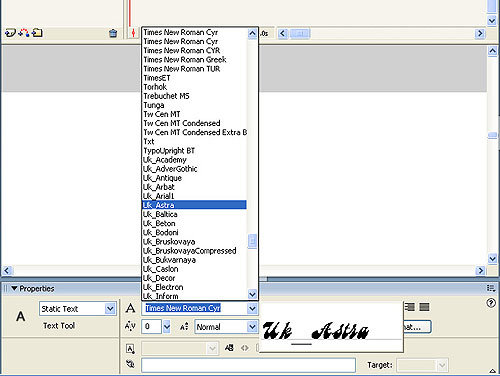 Times New Roman Cyr
.0s
Times New Roman Cyr
Times New Roman CYR
Times New Roman Greek
Times New Roman TUR
TimesET
Torhok
Trebuchet MS
Tunga
Tw Cen MT
Tw Cen MT Condensed
Tw Cen MT Condensed Extra B
Txt
TypoUpright BT
Uk_Academy
Uk_AdverGothic
Uk_Antique
Uk_Arbat
Uk_Arial1
Uk_Astra
Uk_Baltica
Uk_Beton
Uk_Bodoni
Uk_Bruskovaya
Uk_BruskovayaCompressed
Uk_Bukvarnaya
Uk_Caslon
Uk_Decor
Uk_Electron
Uk_Inform
Properties
A
Static Text
A
Times New Roman Cyr
Text Tool
A/V
0
Normal
Uk_Astra
at...
Target: